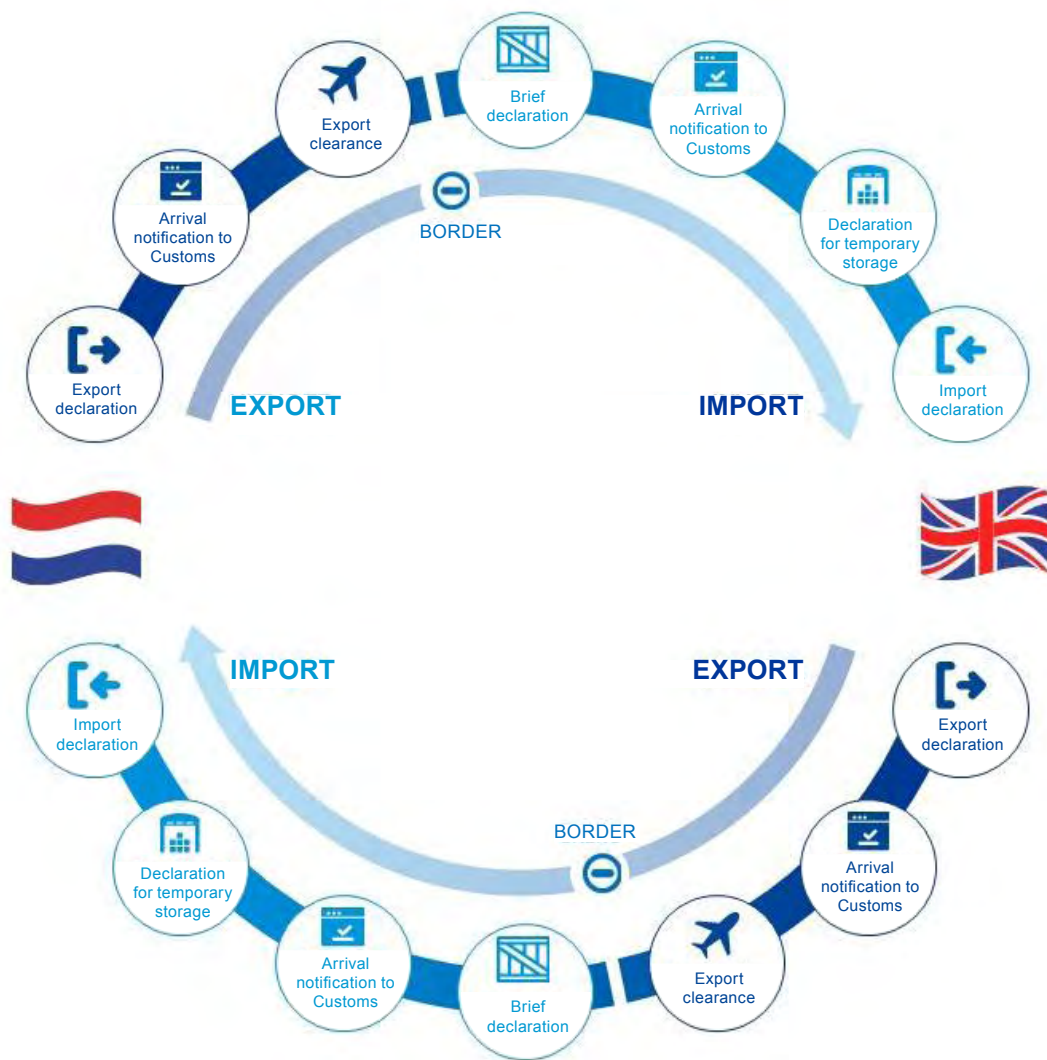 Brief
declaration
Export
clearance
Arrival
notification to
Customs
Arrival
notification to
Customs
BORDER
Declaration
for temporary
storage
Export
declaration
Import
declaration
EXPORT
IMPORT
IMPORT
EXPORT
Import
declaration
Export
declaration
BORDER
Declaration
for temporary
storage
Arrival
notification to
Customs
Arrival
notification to
Customs
Export
clearance
Brief
declaration